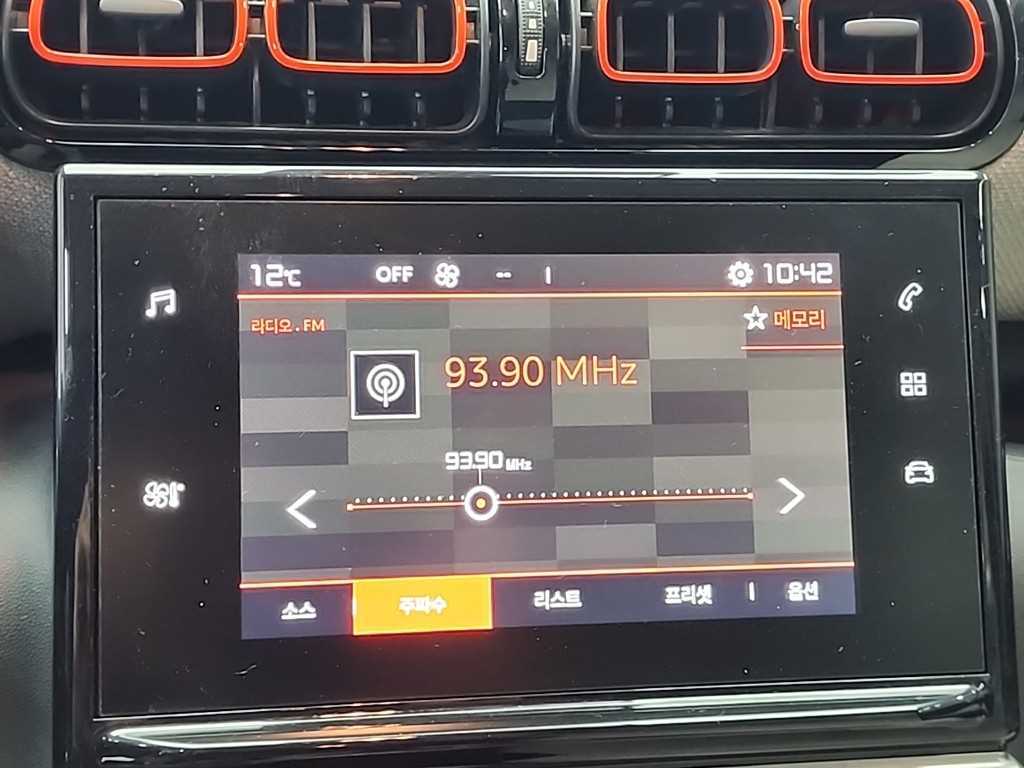 12℃ OFF -- 10:42
라디오 . FM
메모리
93.90 MHz
93.90 MHz
소스 주파수 리스트 프리셋 옵션